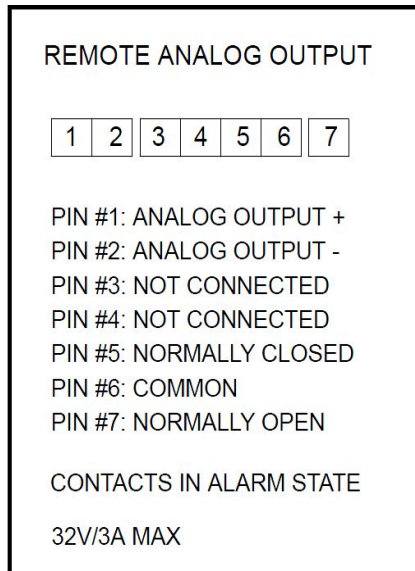 REMOTE ANALOG OUTPUT
1 2 3 4 5 6 7
PIN #1: ANALOG OUTPUT +
PIN #2: ANALOG OUTPUT -
PIN #3: NOT CONNECTED
PIN #4: NOT CONNECTED
PIN #5: NORMALLY CLOSED
PIN #6: COMMON
PIN #7: NORMALLY OPEN
CONTACTS IN ALARM STATE
32V/3A MAX